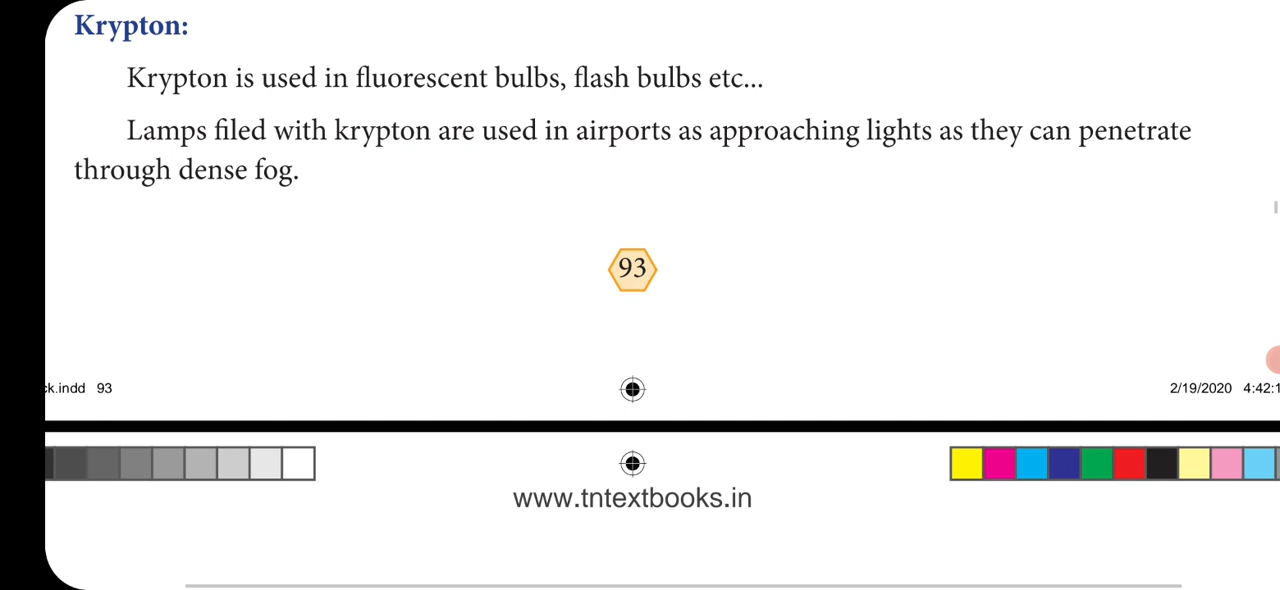 Krypton:
Krypton is used in fluorescent bulbs, flash bulbs etc...
Lamps filed with krypton are used in airports as approaching lights as they can penetrate
through dense fog.
93
ck.indd 93
2/19/2020 4:42:1
www.tntextbooks.in